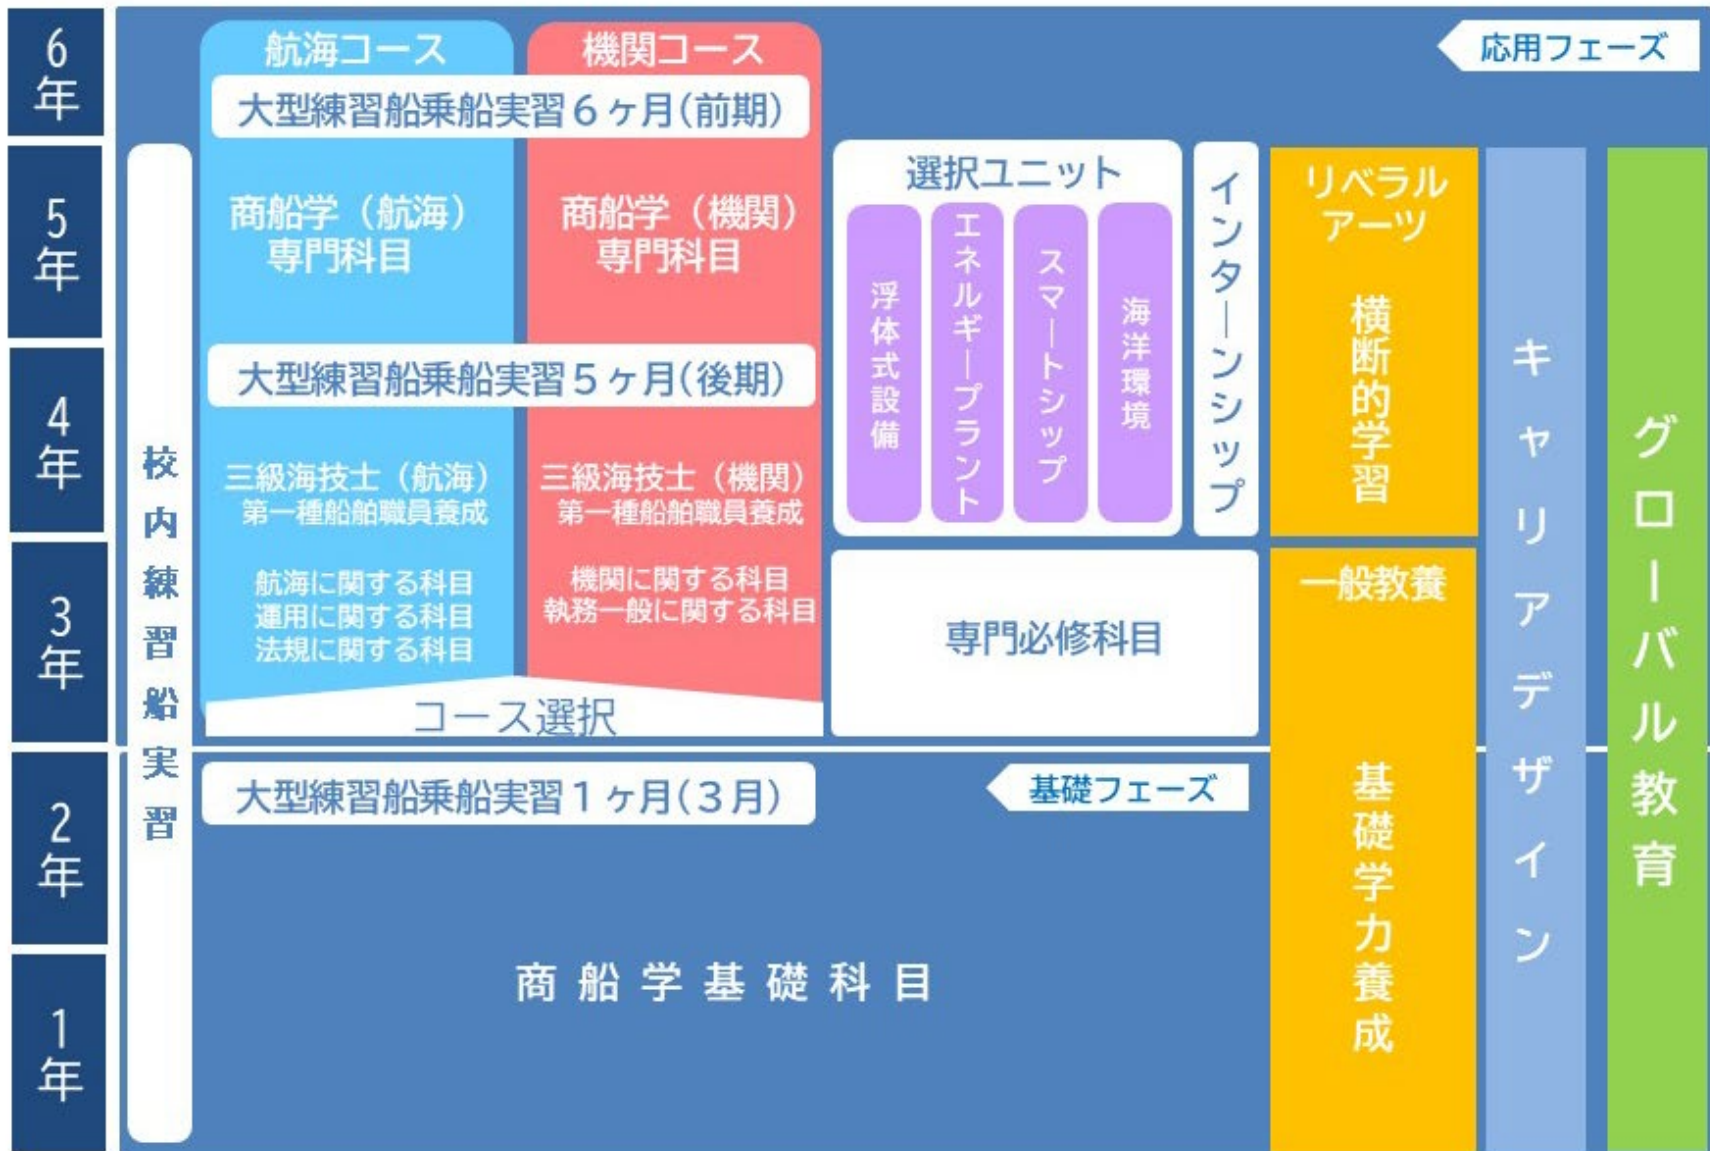 6年
5年
4年
3年
2年
1年
校内練習船実習
航海コース
機関コース
応用フェーズ
大型練習船乗船実習6ヶ月(前期)
商船学（航海）
専門科目
商船学（機関）
専門科目
大型練習船乗船実習5ヶ月(後期)
三級海技士（航海）
第一種船舶職員養成
三級海技士（機関）
第一種船舶職員養成
航海に関する科目
運用に関する科目
法規に関する科目
機関に関する科目
執務一般に関する科目
コース選択
選択ユニット
浮体式設備
エネルギープラント
スマートシップ
海洋環境
インターンシップ
専門必修科目
大型練習船乗船実習1ヶ月(3月)
基礎フェーズ
商船学基礎科目
リベラル
アーツ
横断的学習
一般教養
基礎学力養成
キャリアデザイン
グローバル教育